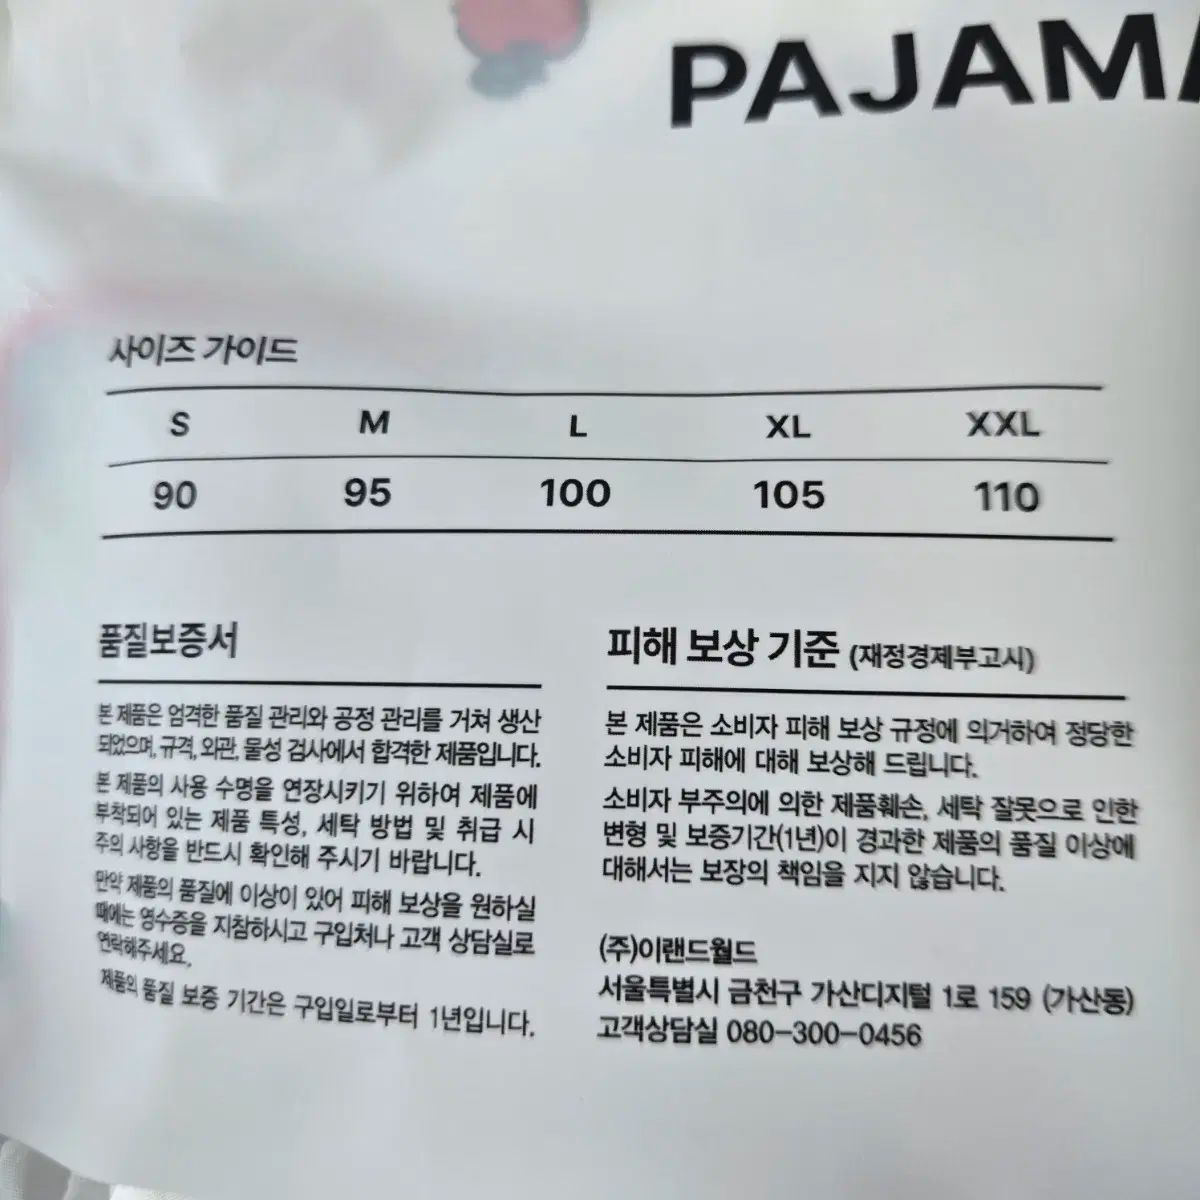 PAJAMA
사이즈 가이드
S M L XL XXL
90 95 100 105 110
품질보증서
본 제품은 엄격한 품질 관리와 공정 관리를 거쳐 생산
되었으며, 규격, 외관, 물성 검사에서 합격한 제품입니다.
본 제품의 사용 수명을 연장시키기 위하여 제품에
부착되어 있는 제품 특성, 세탁 방법 및 취급 시
주의 사항을 반드시 확인해 주시기 바랍니다.
만약 제품의 품질에 이상이 있어 피해 보상을 원하실
때에는 영수증을 지참하시고 구입처나 고객 상담실로
연락해주세요.
제품의 품질 보증 기간은 구입일로부터 1년입니다.
피해 보상 기준 (재정경제부고시)
본 제품은 소비자 피해 보상 규정에 의거하여 정당한
소비자 피해에 대해 보상해 드립니다.
소비자 부주의에 의한 제품훼손, 세탁 잘못으로 인한
변형 및 보증기간(1년)이 경과한 제품의 품질 이상에
대해서는 보장의 책임을 지지 않습니다.
(주)이랜드월드
서울특별시 금천구 가산디지털 1로 159 (가산동)
고객상담실 080-300-0456